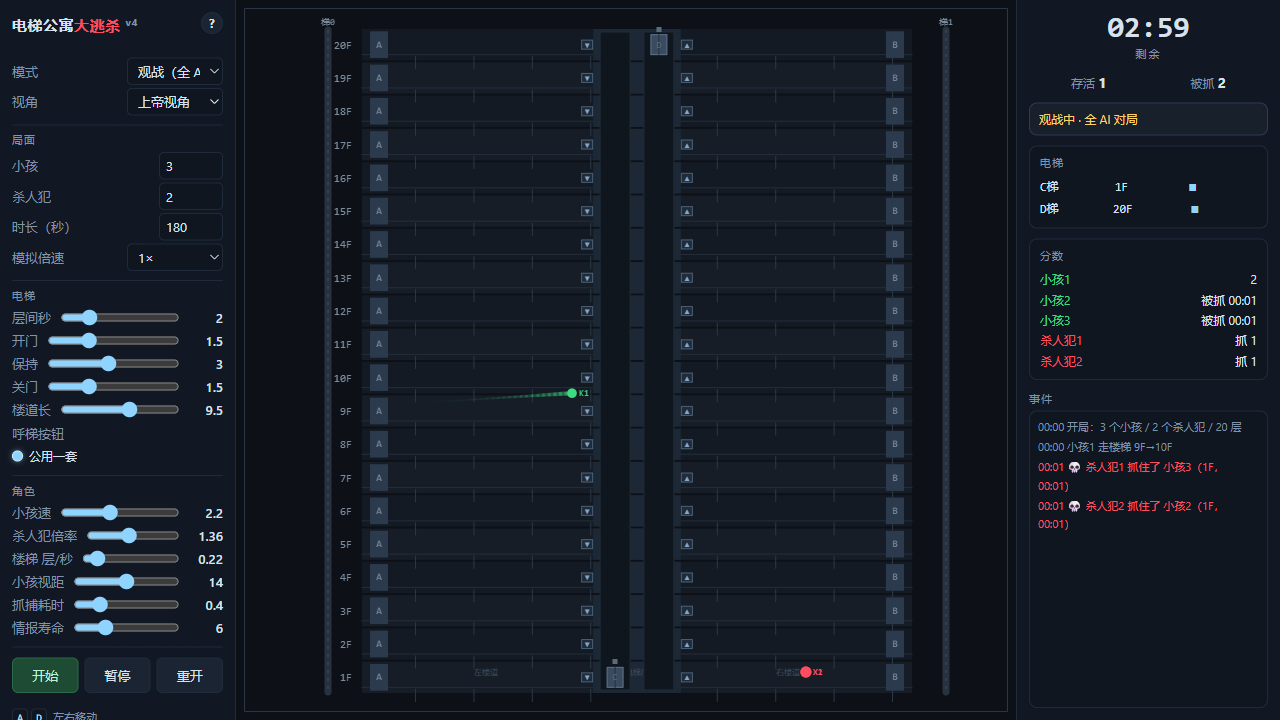 电梯公寓大逃杀 v4
?
模式 观战（全 A
视角 上帝视角
局面
小孩 3
杀人犯 2
时长（秒） 180
模拟倍速 1×
电梯
层间秒 2
开门 1.5
保持 3
关门 1.5
楼道长 9.5
呼梯按钮
公用一套
角色
小孩速 2.2
杀人犯倍率 1.36
楼梯 层/秒 0.22
小孩视距 14
抓捕耗时 0.4
情报寿命 6
开始 暂停 重开
A D 左右移动
梯0 梯1
20F A ▼ D ▲ B
19F A ▼ ▲ B
18F A ▼ ▲ B
17F A ▼ ▲ B
16F A ▼ ▲ B
15F A ▼ ▲ B
14F A ▼ ▲ B
13F A ▼ ▲ B
12F A ▼ ▲ B
11F A ▼ ▲ B
10F A ▼ ▲ B
K1
9F A ▼ ▲ B
8F A ▼ ▲ B
7F A ▼ ▲ B
6F A ▼ ▲ B
5F A ▼ ▲ B
4F A ▼ ▲ B
3F A ▼ ▲ B
2F A ▼ ▲ B
1F A 左楼道 ▼ C ▲ 右楼道 B
02:59
剩余
存活 1 被抓 2
观战中 · 全 AI 对局
电梯
C梯 1F ■
D梯 20F ■
分数
小孩1 2
小孩2 被抓 00:01
小孩3 被抓 00:01
杀人犯1 抓 1
杀人犯2 抓 1
事件
00:00 开局：3 个小孩 / 2 个杀人犯 / 20 层
00:00 小孩1 走楼梯 9F→10F
00:01 💀 杀人犯1 抓住了 小孩3（1F,
00:01）
00:01 💀 杀人犯2 抓住了 小孩2（1F,
00:01）